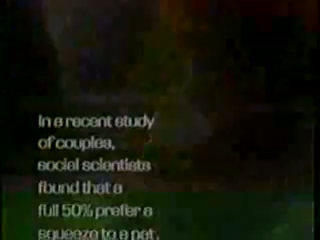 In a recent study
of couples,
social scientists
found that a
full 50% prefer a
squeeze to a pat.